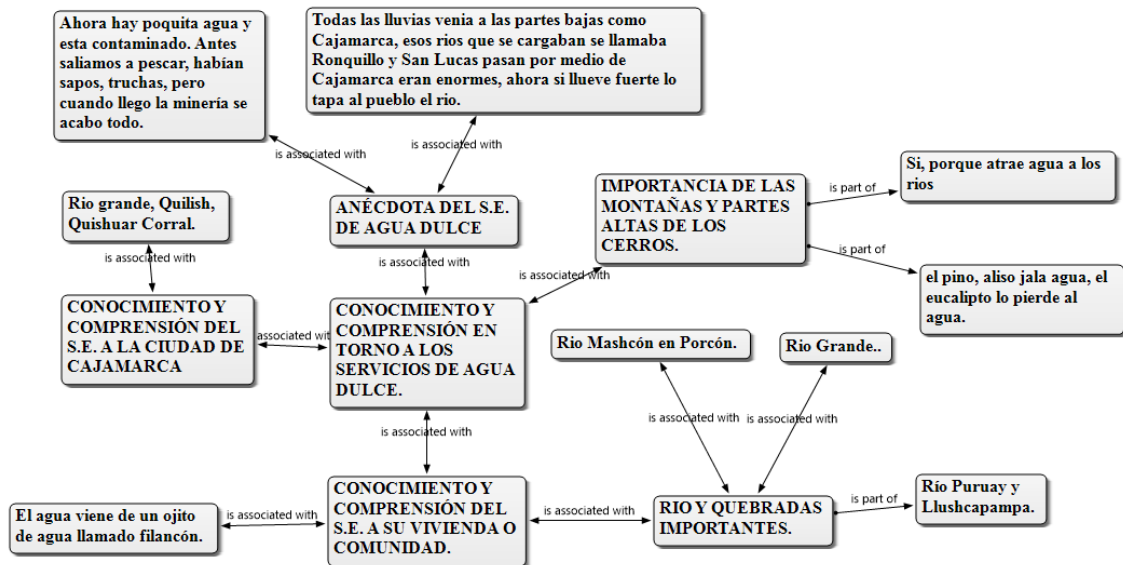 Ahora hay poquita agua y
esta contaminado. Antes
saliamos a pescar, habían
sapos, truchas, pero
cuando llego la minería se
acabo todo.
Todas las lluvias venia a las partes bajas como
Cajamarca, esos rios que se cargaban se llamaba
Ronquillo y San Lucas pasan por medio de
Cajamarca eran enormes, ahora si llueve fuerte lo
tapa al pueblo el rio.
is associated with
is associated with
Rio grande, Quilish,
Quishuar Corral.
ANÉCDOTA DEL S.E.
DE AGUA DULCE
IMPORTANCIA DE LAS
MONTAÑAS Y PARTES
ALTAS DE LOS
CERROS.
is part of
Si, porque atrae agua a los
rios
is part of
el pino, aliso jala agua, el
eucalipto lo pierde al
agua.
is associated with
is associated with
is associated with
CONOCIMIENTO Y
COMPRENSIÓN DEL
S.E. A LA CIUDAD DE
CAJAMARCA
associated wit
CONOCIMIENTO Y
COMPRENSIÓN EN
TORNO A LOS
SERVICIOS DE AGUA
DULCE.
Rio Mashcón en Porcón.
Rio Grande..
is associated with
is associated with
is associated with
El agua viene de un ojito
de agua llamado filancón.
is associated with
CONOCIMIENTO Y
COMPRENSIÓN DEL
S.E. A SU VIVIENDA O
COMUNIDAD.
is associated with
RIO Y QUEBRADAS
IMPORTANTES.
is part of
Río Puruay y
Llushcapampa.